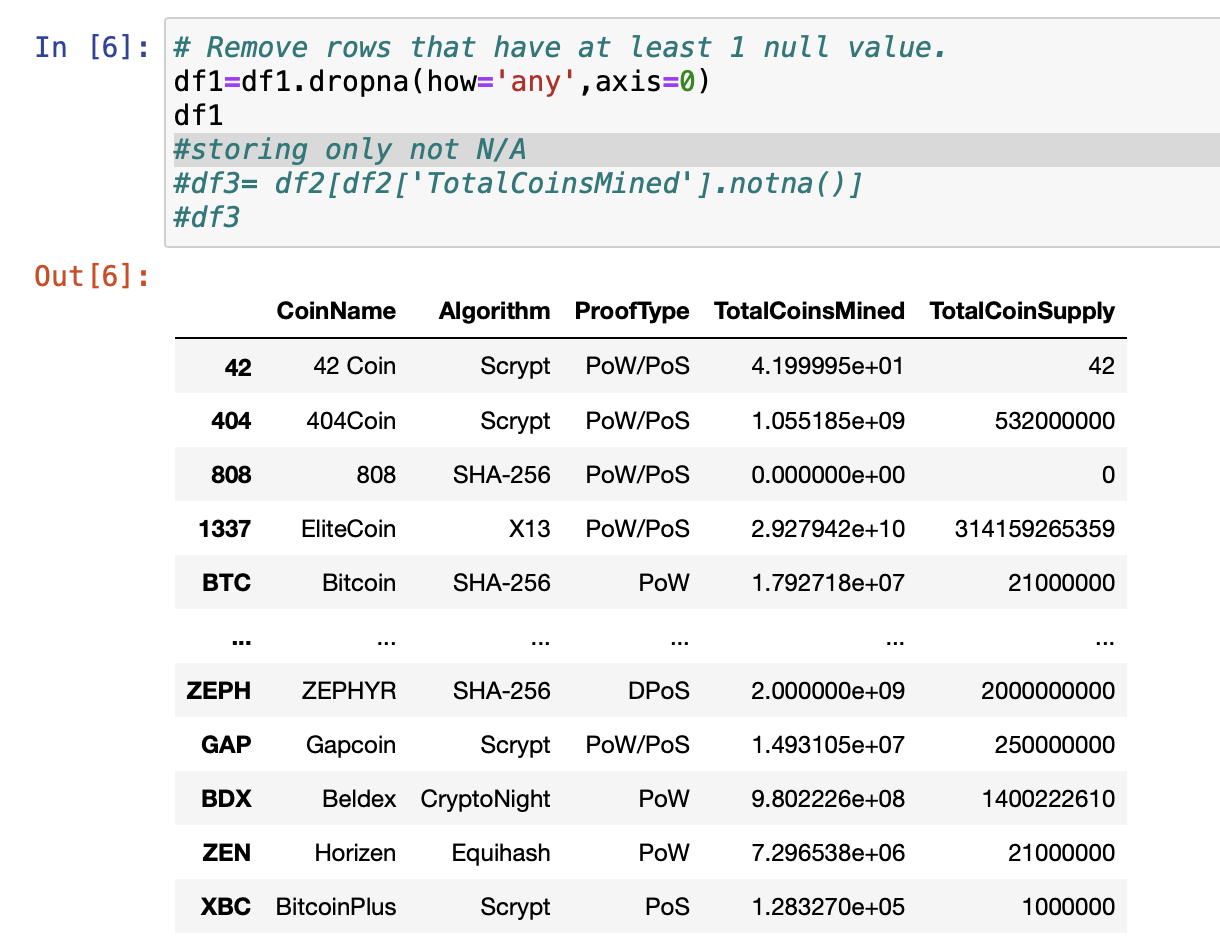 In [6]: # Remove rows that have at least 1 null value.
df1=df1.dropna(how='any',axis=0)
df1
#storing only not N/A
#df3= df2[df2['TotalCoinsMined'].notna()]
#df3
Out[6]:
CoinName Algorithm ProofType TotalCoinsMined TotalCoinSupply
42 42 Coin Scrypt PoW/PoS 4.199995e+01 42
404 404Coin Scrypt PoW/PoS 1.055185e+09 532000000
808 808 SHA-256 PoW/PoS 0.000000e+00 0
1337 EliteCoin X13 PoW/PoS 2.927942e+10 314159265359
BTC Bitcoin SHA-256 PoW 1.792718e+07 21000000
... ... ... ... ... ...
ZEPH ZEPHYR SHA-256 DPoS 2.000000e+09 2000000000
GAP Gapcoin Scrypt PoW/PoS 1.493105e+07 250000000
BDX Beldex CryptoNight PoW 9.802226e+08 1400222610
ZEN Horizen Equihash PoW 7.296538e+06 21000000
XBC BitcoinPlus Scrypt PoS 1.283270e+05 1000000